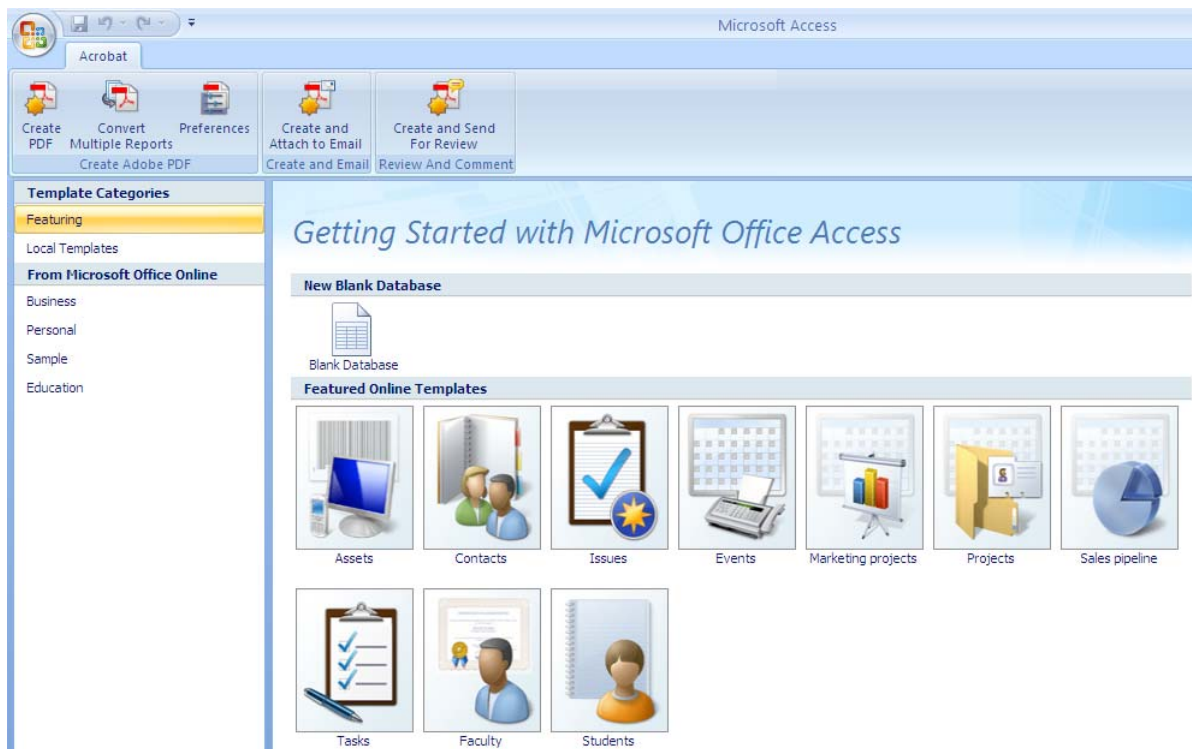 Microsoft Access
Acrobat
Create PDF
Convert Multiple Reports
Preferences
Create and Attach to Email
Create and Send For Review
Create Adobe PDF
Create and Email
Review And Comment
Template Categories
Featuring
Local Templates
From Microsoft Office Online
Business
Personal
Sample
Education
Getting Started with Microsoft Office Access
New Blank Database
Blank Database
Featured Online Templates
Assets
Contacts
Issues
Events
Marketing projects
Projects
Sales pipeline
Tasks
Faculty
Students